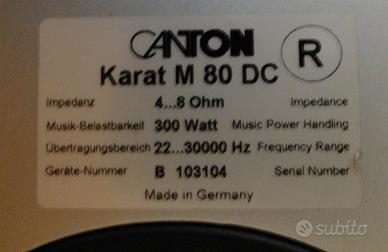 CANTON
R
Karat M 80 DC
Impedanz 4...8 Ohm Impedance
Musik-Belastbarkeit 300 Watt Music Power Handling
Übertragungsbereich 22...30000 Hz Frequency Range
Geräte-Nummer B 103104 Serial Number
Made in Germany
subito